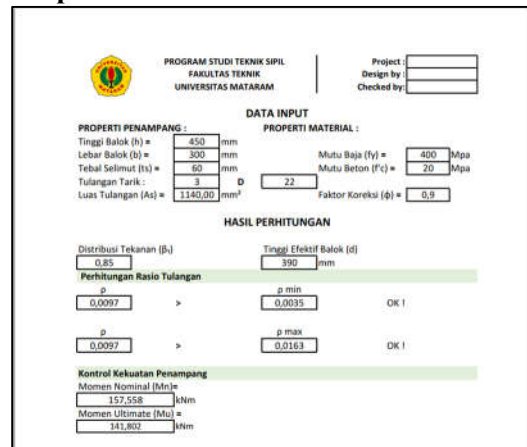 PROGRAM STUDI TEKNIK SIPIL
FAKULTAS TEKNIK
UNIVERSITAS MATARAM
Project :
Design by :
Checked by:
DATA INPUT
PROPERTI PENAMPANG : PROPERTI MATERIAL :
Tinggi Balok (h) = 450 mm
Lebar Balok (b) = 300 mm Mutu Baja (fy) = 400 Mpa
Tebal Selimut (ts) = 60 mm Mutu Beton (f'c) = 20 Mpa
Tulangan Tarik : 3 D 22
Luas Tulangan (As) = 1140,00 mm² Faktor Koreksi (ϕ) = 0,9
HASIL PERHITUNGAN
Distribusi Tekanan (β₁) Tinggi Efektif Balok (d)
0,85 390 mm
Perhitungan Rasio Tulangan
ρ ρ min
0,0097 > 0,0035 OK !
ρ ρ max
0,0097 > 0,0163 OK !
Kontrol Kekuatan Penampang
Momen Nominal (Mn)=
157,558 kNm
Momen Ultimate (Mu) =
141,802 kNm